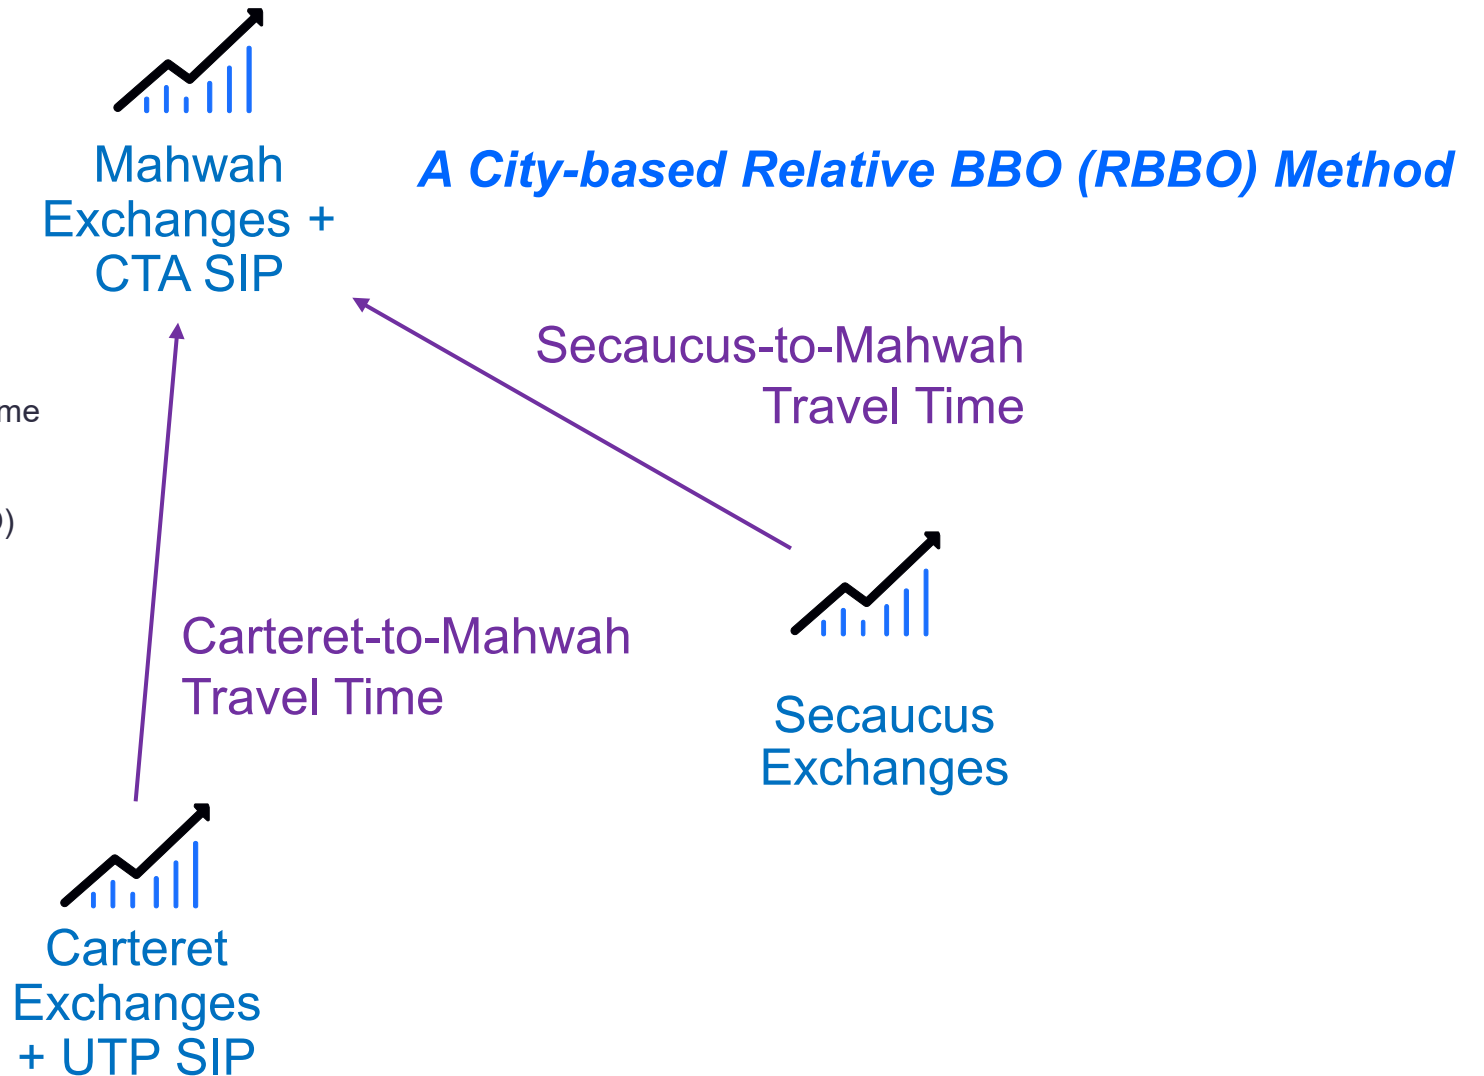 Mahwah
Exchanges +
CTA SIP
A City-based Relative BBO (RBBO) Method
Secaucus-to-Mahwah
Travel Time
Carteret-to-Mahwah
Travel Time
Secaucus
Exchanges
Carteret
Exchanges
+ UTP SIP